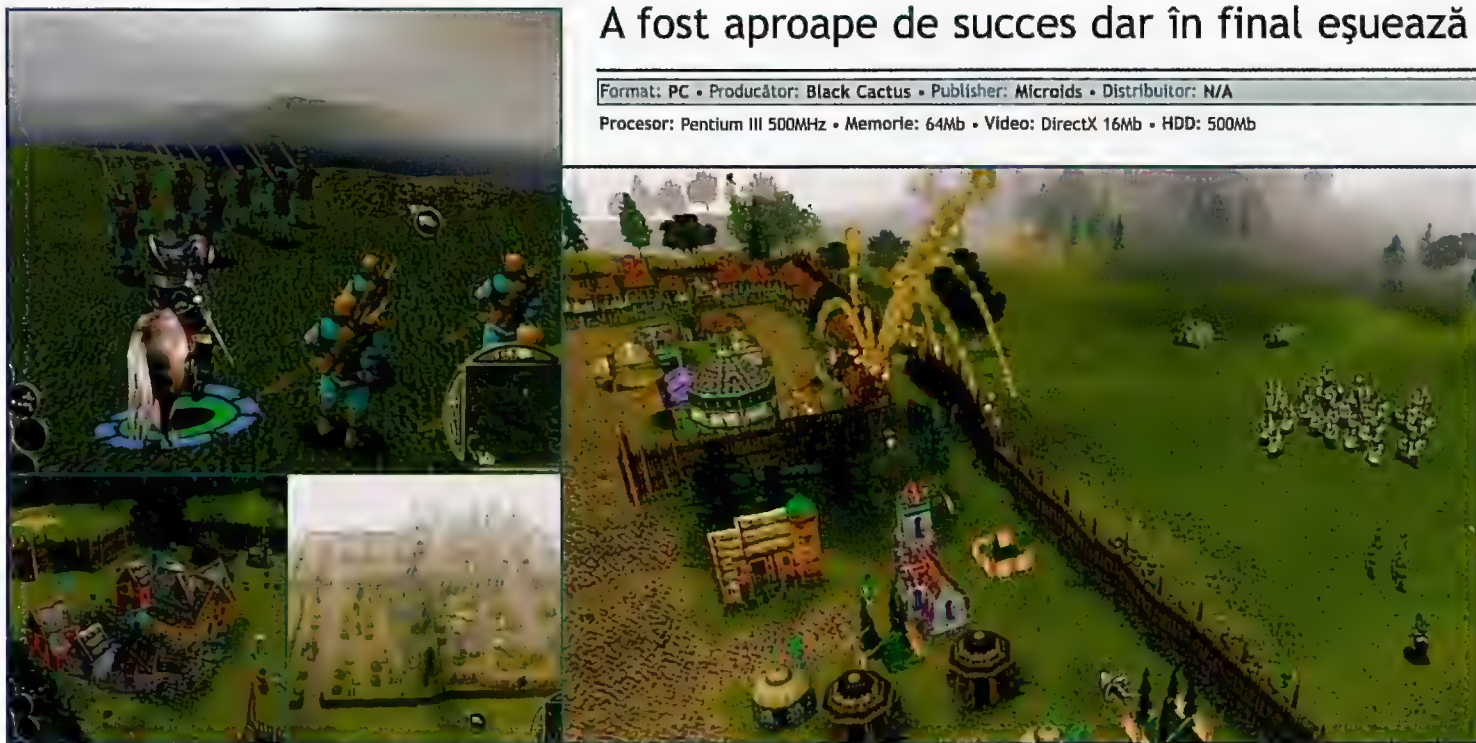 A fost aproape de succes dar în final eşuează
Format: PC • Producător: Black Cactus • Publisher: Microids • Distribuitor: N/A
Procesor: Pentium III 500MHz • Memorie: 64Mb • Video: DirectX 16Mb • HDD: 500Mb